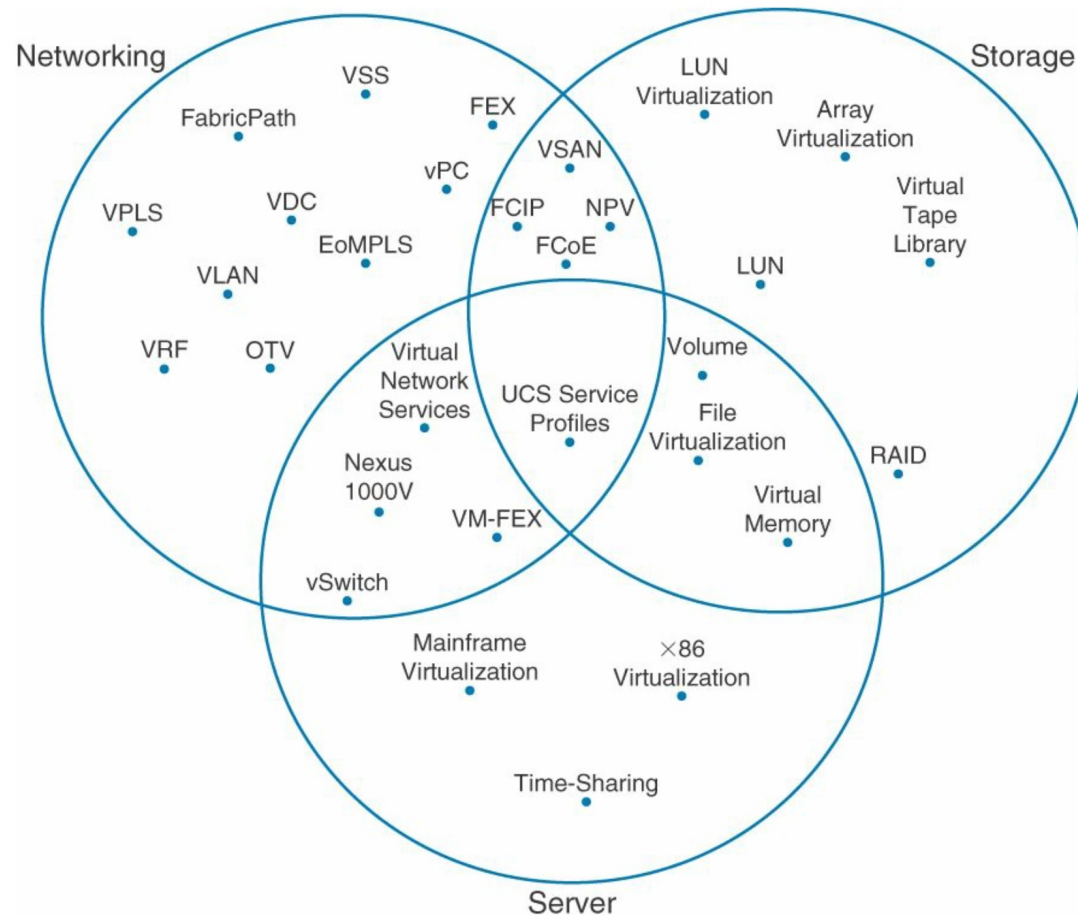 Networking
Storage
VSS
FabricPath
FEX
vPC
VPLS
VDC
EoMPLS
VLAN
VRF
OTV
VSAN
FCIP
NPV
FCoE
LUN
Virtualization
Array
Virtualization
Virtual
Tape
Library
LUN
RAID
Virtual
Network
Services
Nexus
1000V
VM-FEX
vSwitch
UCS Service
Profiles
Volume
File
Virtualization
Virtual
Memory
Mainframe
Virtualization
×86
Virtualization
Time-Sharing
Server